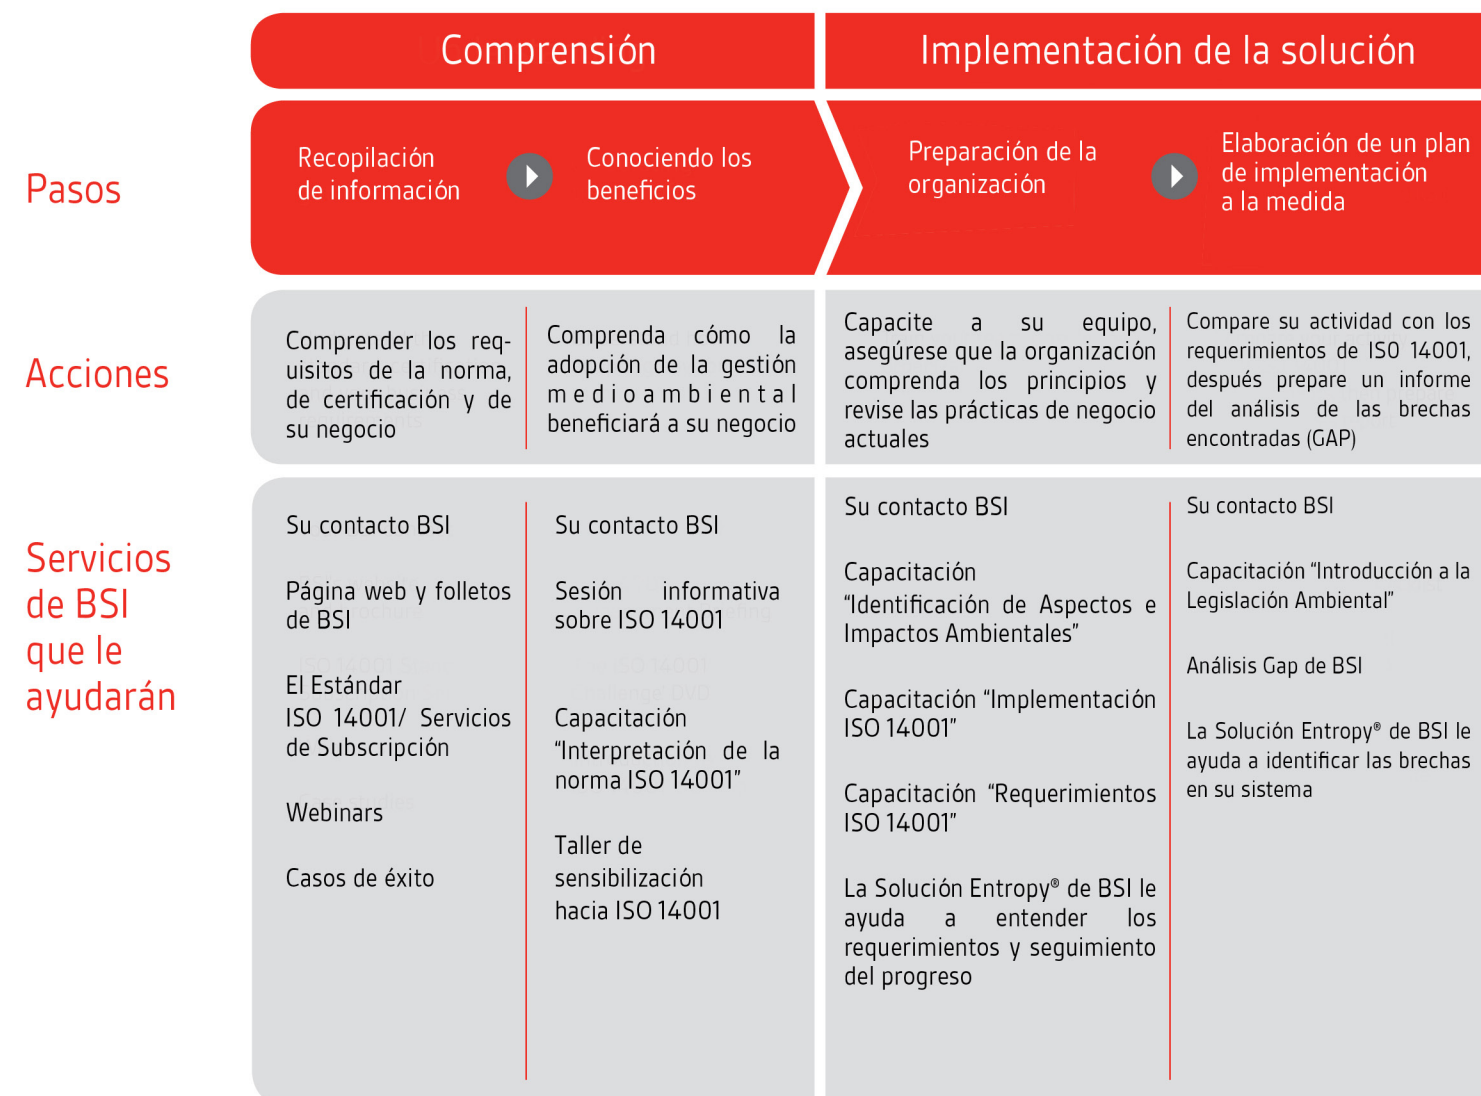 Comprensión
Implementación de la solución
Pasos
Recopilación
de información
Conociendo los
beneficios
Preparación de la
organización
Elaboración de un plan
de implementación
a la medida
Acciones
Comprender los req-
uisitos de la norma,
de certificación y de
su negocio
Comprenda cómo la
adopción de la gestión
medioambiental
beneficiará a su negocio
Capacite a su equipo,
asegúrese que la organización
comprenda los principios y
revise las prácticas de negocio
actuales
Compare su actividad con los
requerimientos de ISO 14001,
después prepare un informe
del análisis de las brechas
encontradas (GAP)
Servicios
de BSI
que le
ayudarán
Su contacto BSI
Página web y folletos
de BSI
El Estándar
ISO 14001/ Servicios
de Subscripción
Webinars
Casos de éxito
Su contacto BSI
Sesión informativa
sobre ISO 14001
Capacitación
“Interpretación de la
norma ISO 14001”
Taller de
sensibilización
hacia ISO 14001
Su contacto BSI
Capacitación
“Identificación de Aspectos e
Impactos Ambientales”
Capacitación “Implementación
ISO 14001”
Capacitación “Requerimientos
ISO 14001”
La Solución Entropy® de BSI le
ayuda a entender los
requerimientos y seguimiento
del progreso
Su contacto BSI
Capacitación “Introducción a la
Legislación Ambiental”
Análisis Gap de BSI
La Solución Entropy® de BSI le
ayuda a identificar las brechas
en su sistema